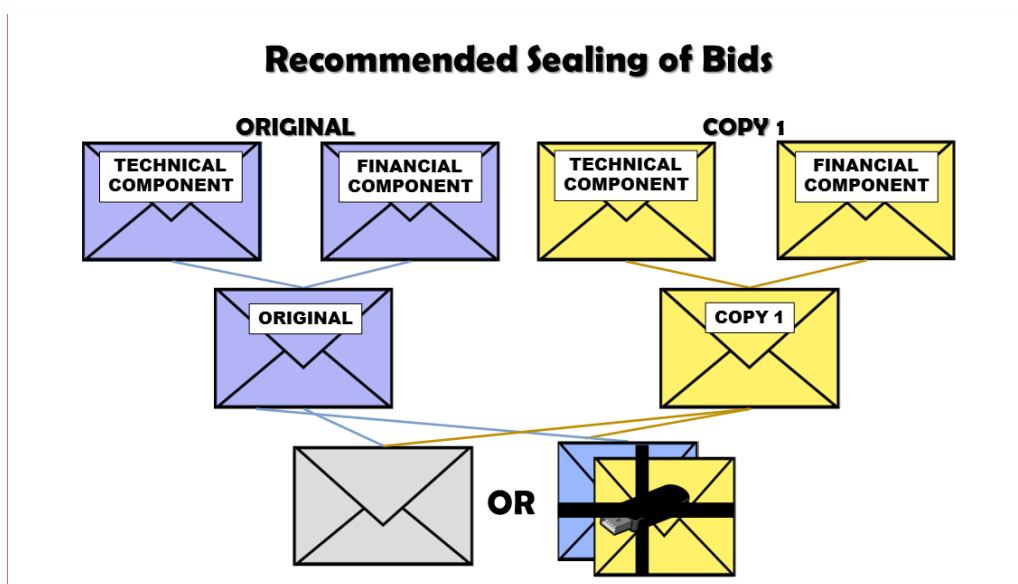 Recommended Sealing of Bids
ORIGINAL
COPY 1
TECHNICAL
COMPONENT
FINANCIAL
COMPONENT
TECHNICAL
COMPONENT
FINANCIAL
COMPONENT
ORIGINAL
COPY 1
OR